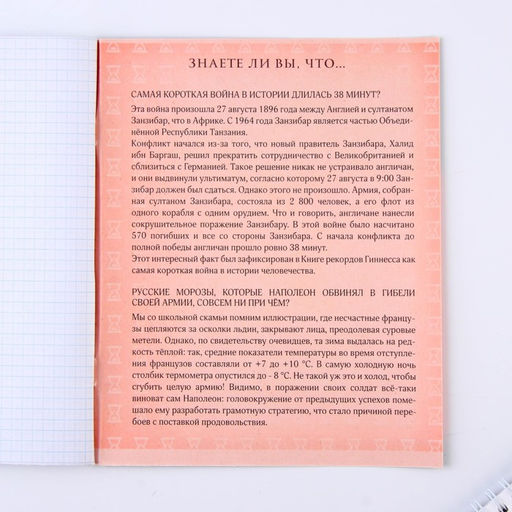 ЗНАЕТЕ ЛИ ВЫ, ЧТО...
САМАЯ КОРОТКАЯ ВОЙНА В ИСТОРИИ ДЛИЛАСЬ 38 МИНУТ?
Эта война произошла 27 августа 1896 года между Англией и султанатом
Занзибар, что в Африке. С 1964 года Занзибар является частью Объеди-
нённой Республики Танзания.
Конфликт начался из-за того, что новый правитель Занзибара, Халид
ибн Баргаш, решил прекратить сотрудничество с Великобританией и
сблизиться с Германией. Такое решение никак не устраивало англичан,
и они выдвинули ультиматум, согласно которому 27 августа в 9:00 Зан-
зибар должен был сдаться. Однако этого не произошло. Армия, собран-
ная султаном Занзибара, состояла из 2 800 человек, а его флот из
одного корабля с одним орудием. Что и говорить, англичане нанесли
сокрушительное поражение Занзибару. В этой войне было насчитано
570 погибших и все со стороны Занзибара. С начала конфликта до
полной победы англичан прошло ровно 38 минут.
Этот интересный факт был зафиксирован в Книге рекордов Гиннесса как
самая короткая война в истории человечества.
РУССКИЕ МОРОЗЫ, КОТОРЫЕ НАПОЛЕОН ОБВИНЯЛ В ГИБЕЛИ
СВОЕЙ АРМИИ, СОВСЕМ НИ ПРИ ЧЁМ?
Мы со школьной скамьи помним иллюстрации, где несчастные францу-
зы цепляются за осколки льдин, закрывают лица, преодолевая суровые
метели. Однако, по свидетельству очевидцев, та зима выдалась на ред-
кость тёплой: так, средние показатели температуры во время отступле-
ния французов составляли от +7 до +10 °С. В самую холодную ночь
столбик термометра опустился до - 8 °С. Не такой уж это и холод, чтобы
сгубить целую армию! Видимо, в поражении своих солдат всё-таки
виноват сам Наполеон: головокружение от предыдущих успехов поме-
шало ему разработать грамотную стратегию, что стало причиной пере-
боев с поставкой продовольствия.